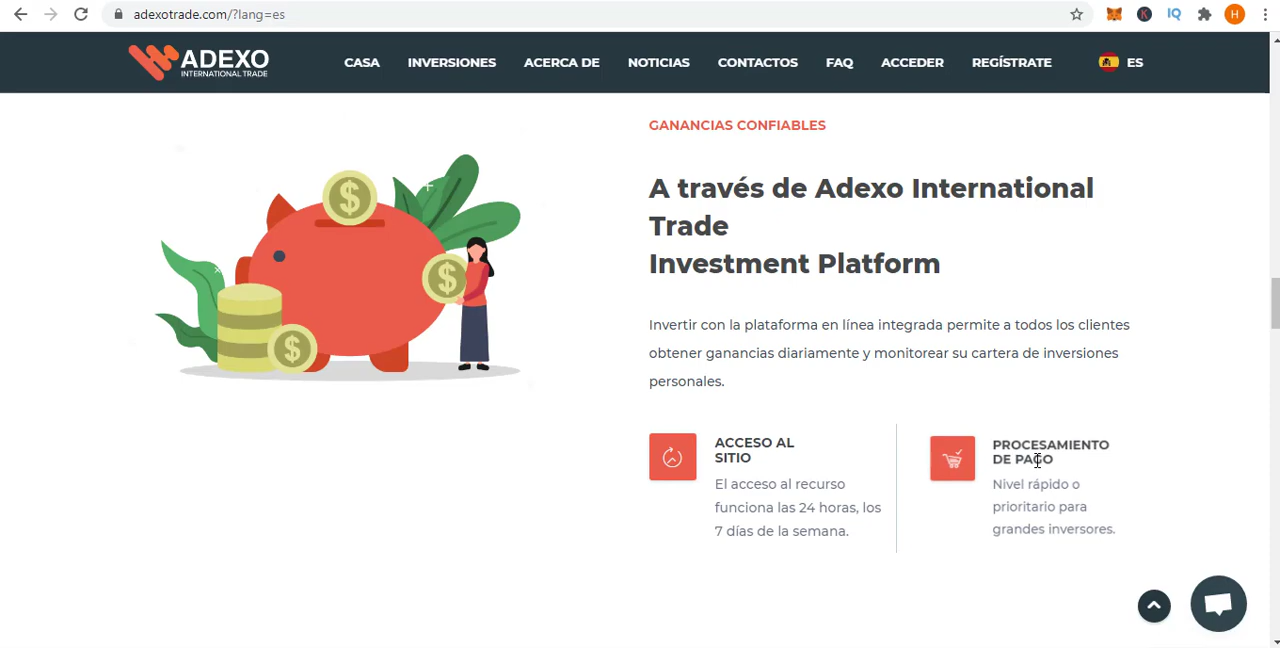 adexotrade.com/?lang=es
K
IQ
H
ADEXO
INTERNATIONAL TRADE
CASA
INVERSIONES
ACERCA DE
NOTICIAS
CONTACTOS
FAQ
ACCEDER
REGÍSTRATE
ES
GANANCIAS CONFIABLES
A través de Adexo International
Trade
Investment Platform
Invertir con la plataforma en línea integrada permite a todos los clientes
obtener ganancias diariamente y monitorear su cartera de inversiones
personales.
ACCESO AL
SITIO
El acceso al recurso
funciona las 24 horas, los
7 días de la semana.
PROCESAMIENTO
DE PAGO
Nivel rápido o
prioritario para
grandes inversores.